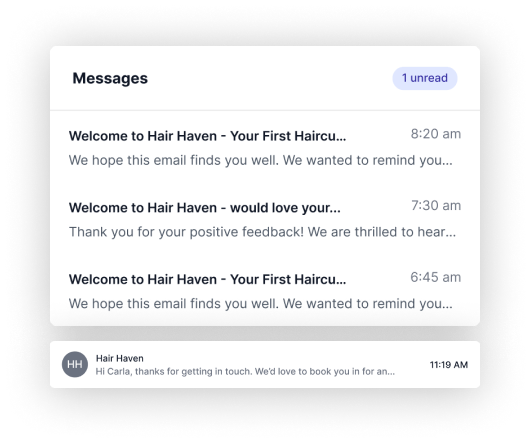 Messages
1 unread
Welcome to Hair Haven - Your First Haircu...
8:20 am
We hope this email finds you well. We wanted to remind you...
Welcome to Hair Haven - would love your...
7:30 am
Thank you for your positive feedback! We are thrilled to hear...
Welcome to Hair Haven - Your First Haircu...
6:45 am
We hope this email finds you well. We wanted to remind you...
HH
Hair Haven
Hi Carla, thanks for getting in touch. We'd love to book you in for an...
11:19 AM